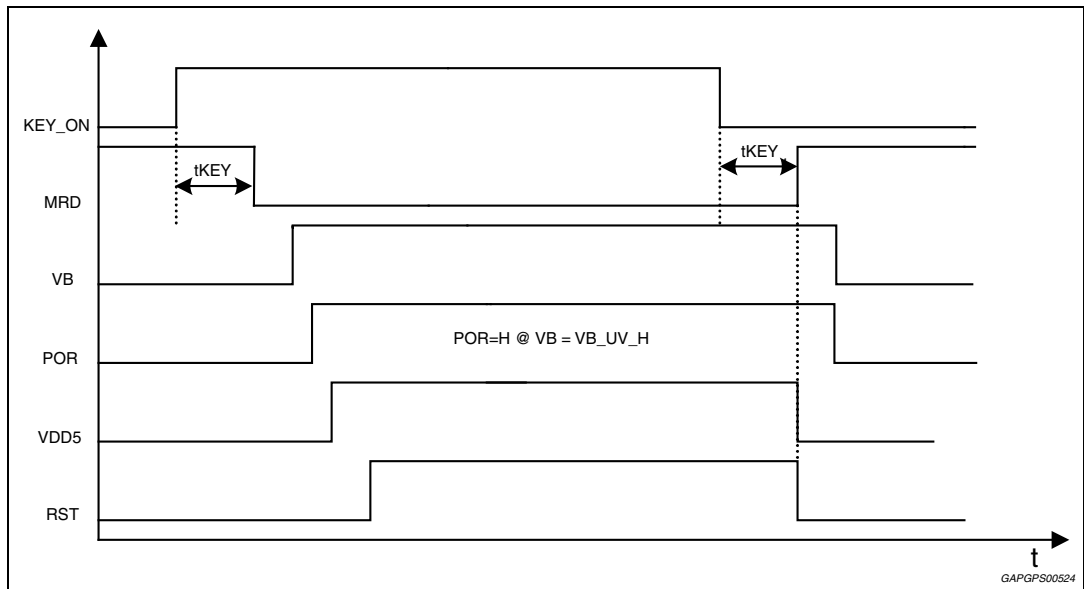 KEY_ON
tKEY
tKEY
MRD
VB
POR=H @ VB = VB_UV_H
POR
VDD5
RST
t
GAPGPS00524